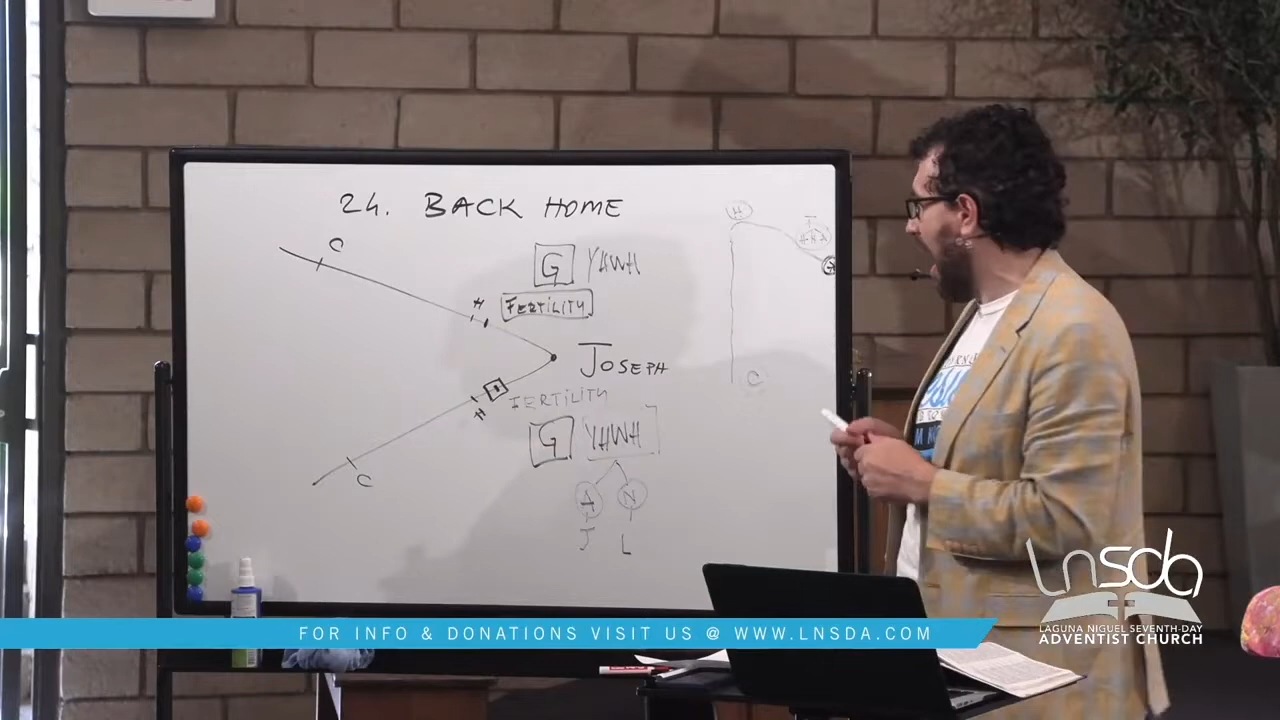 24. BACK HOME
C
G YHWH
H FERTILITY
JOSEPH
H FERTILITY
G YHWH
C
A N
J L
H
C
FOR INFO & DONATIONS VISIT US @ WWW.LNSDA.COM
LNSDA
LAGUNA NIGUEL SEVENTH-DAY
ADVENTIST CHURCH